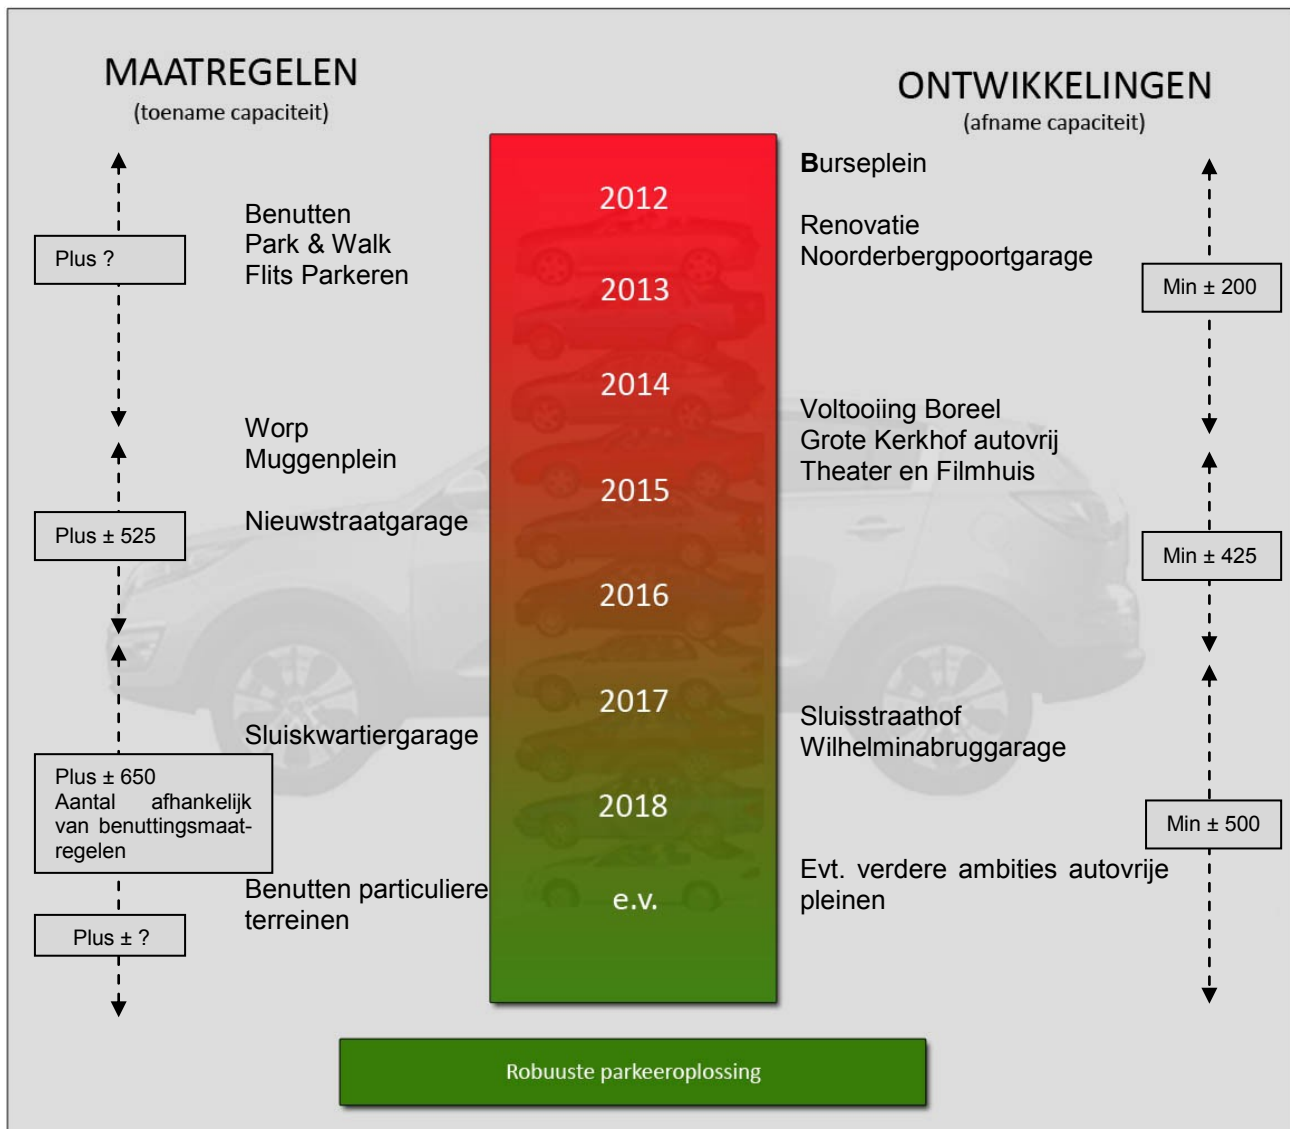 MAATREGELEN
(toename capaciteit)
Plus ?
Benutten
Park & Walk
Flits Parkeren
Worp
Muggenplein
Plus ± 525
Nieuwstraatgarage
Sluiskwartiergarage
Plus ± 650
Aantal afhankelijk
van benuttingsmaat-
regelen
Benutten particuliere
terreinen
Plus ± ?
2012
2013
2014
2015
2016
2017
2018
e.v.
ONTWIKKELINGEN
(afname capaciteit)
Burseplein
Renovatie
Noorderbergpoortgarage
Min ± 200
Voltooiing Boreel
Grote Kerkhof autovrij
Theater en Filmhuis
Min ± 425
Sluisstraathof
Wilhelminabruggarage
Min ± 500
Evt. verdere ambities autovrije
pleinen
Robuuste parkeeroplossing